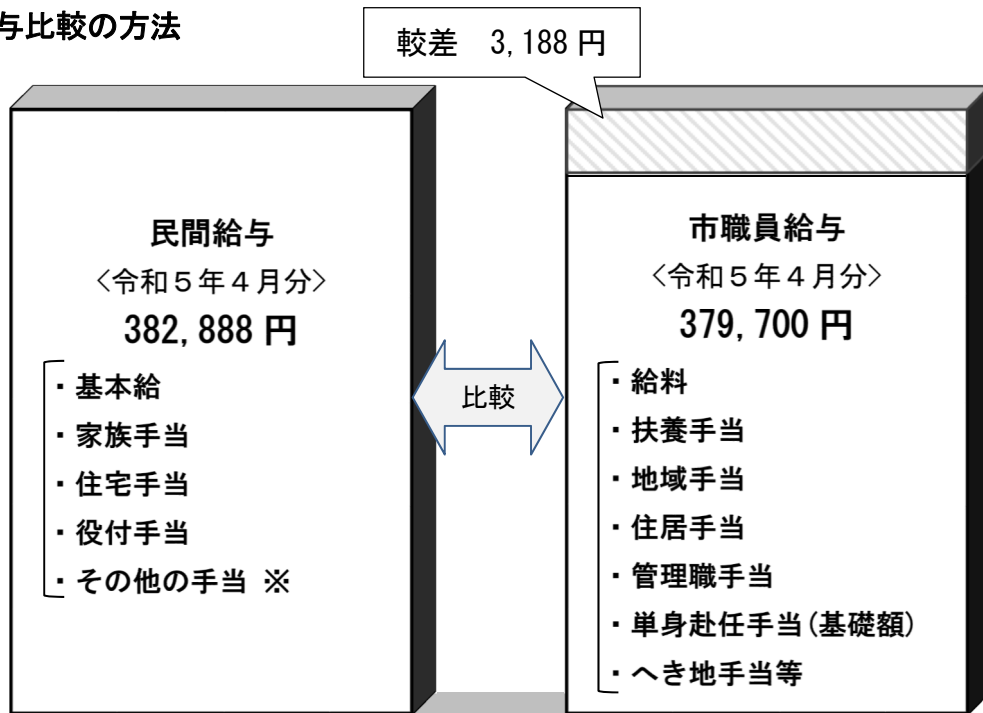 与比較の方法
較差　3,188 円
民間給与
〈令和５年４月分〉
382,888 円
・基本給
・家族手当
・住宅手当
・役付手当
・その他の手当 ※
比較
市職員給与
〈令和５年４月分〉
379,700 円
・給料
・扶養手当
・地域手当
・住居手当
・管理職手当
・単身赴任手当(基礎額)
・へき地手当等